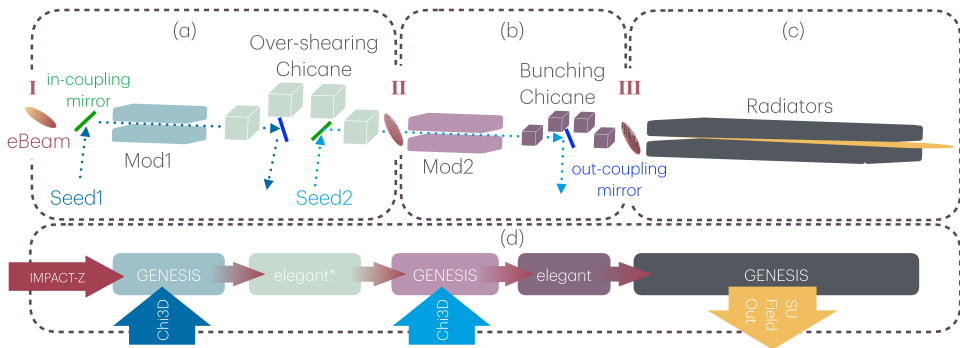 (a)
(b)
(c)
Over-shearing
Chicane
in-coupling
mirror
Bunching
Chicane
I
II
III
Radiators
eBeam
Mod1
Mod2
out-coupling
mirror
Seed1
Seed2
(d)
IMPACT-Z
GENESIS
elegant*
GENESIS
elegant
GENESIS
Chi3D
Chi3D
SU
Field
Out